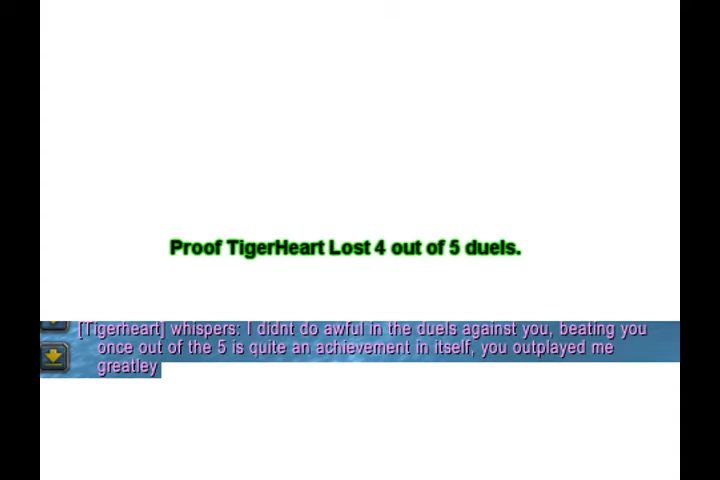 Proof TigerHeart Lost 4 out of 5 duels.
[Tigerheart] whispers: I didnt do awful in the duels against you, beating you
once out of the 5 is quite an achievement in itself, you outplayed me
greatley